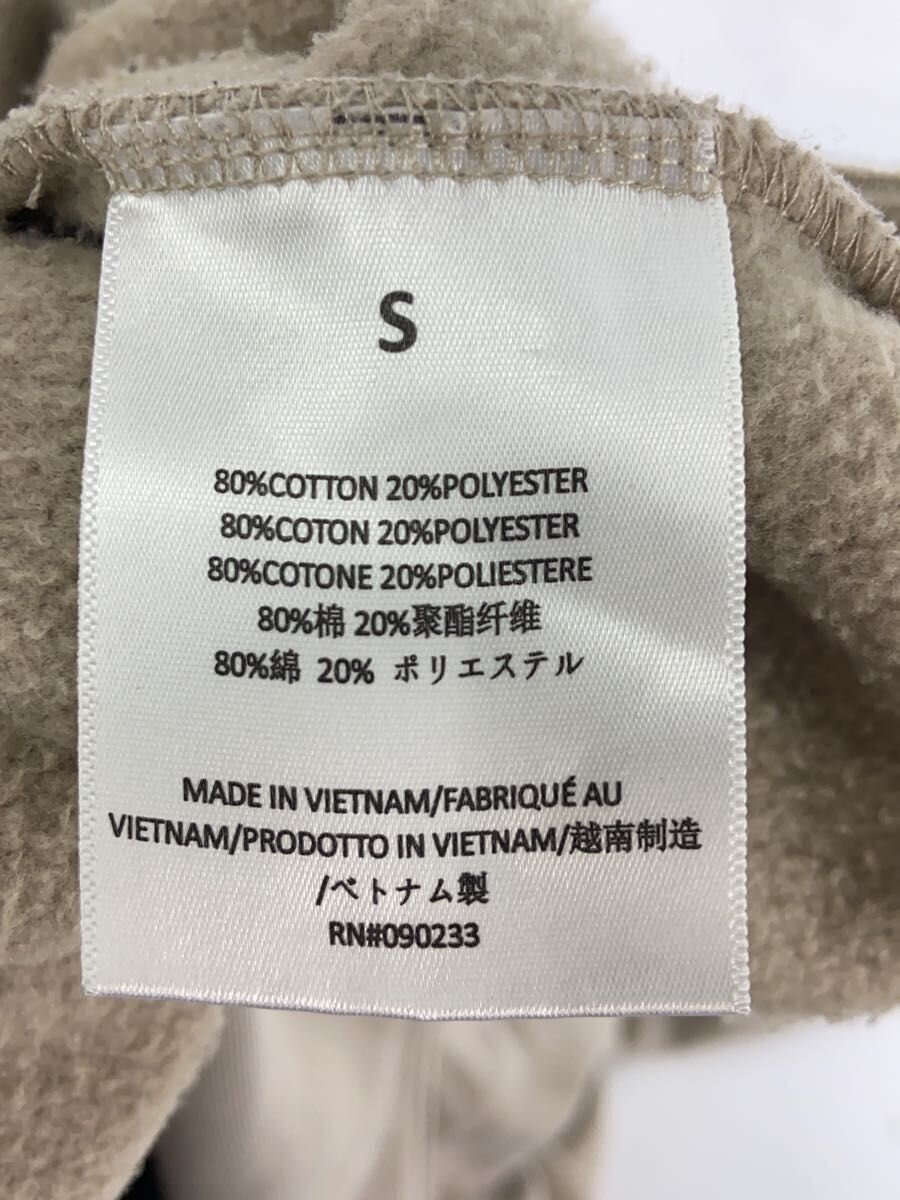 S
80%COTTON 20%POLYESTER
80%COTON 20%POLYESTER
80%COTONE 20%POLIESTERE
80%棉 20%聚酯纤维
80%綿 20% ポリエステル
MADE IN VIETNAM/FABRIQUÉ AU
VIETNAM/PRODOTTO IN VIETNAM/越南制造
/ベトナム製
RN#090233